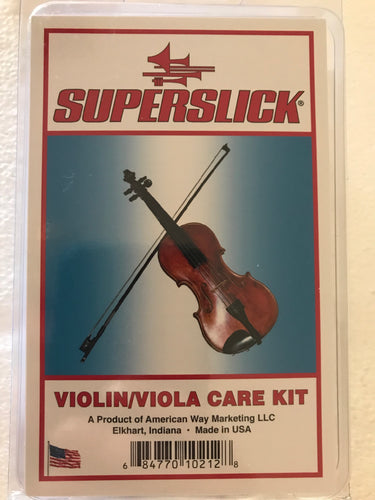 SUPERSLICK®
VIOLIN/VIOLA CARE KIT
A Product of American Way Marketing LLC
Elkhart, Indiana • Made in USA
6 84770 10212 8